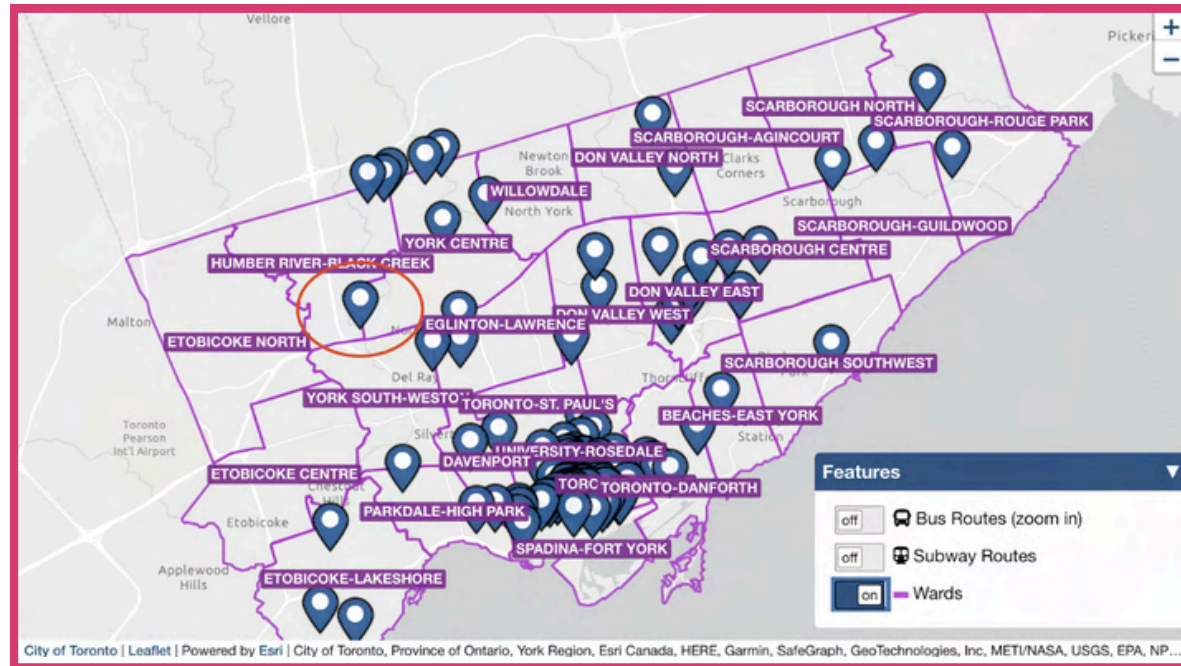 Vellore
Pickeri
+
−
SCARBOROUGH NORTH
SCARBOROUGH-ROUGE PARK
SCARBOROUGH-AGINCOURT
Newton
Brook
DON VALLEY NORTH
Clarks
Corners
WILLOWDALE
North York
Scarborough
SCARBOROUGH-GUILDWOOD
YORK CENTRE
SCARBOROUGH CENTRE
HUMBER RIVER-BLACK CREEK
DON VALLEY EAST
DON VALLEY WEST
Malton
EGLINTON-LAWRENCE
ETOBICOKE NORTH
SCARBOROUGH SOUTHWEST
Del Ray
YORK SOUTH-WESTON
TORONTO-ST. PAUL'S
BEACHES-EAST YORK
Station
Toronto
Pearson
Int'l Airport
UNIVERSITY-ROSEDALE
DAVENPORT
ETOBICOKE CENTRE
Hills
TORONTO-DANFORTH
PARKDALE-HIGH PARK
Etobicoke
SPADINA-FORT YORK
Applewood
Hills
ETOBICOKE-LAKESHORE
Features
off Bus Routes (zoom in)
off Subway Routes
on Wards
City of Toronto | Leaflet | Powered by Esri | City of Toronto, Province of Ontario, York Region, Esri Canada, HERE, Garmin, SafeGraph, GeoTechnologies, Inc, METI/NASA, USGS, EPA, NP...